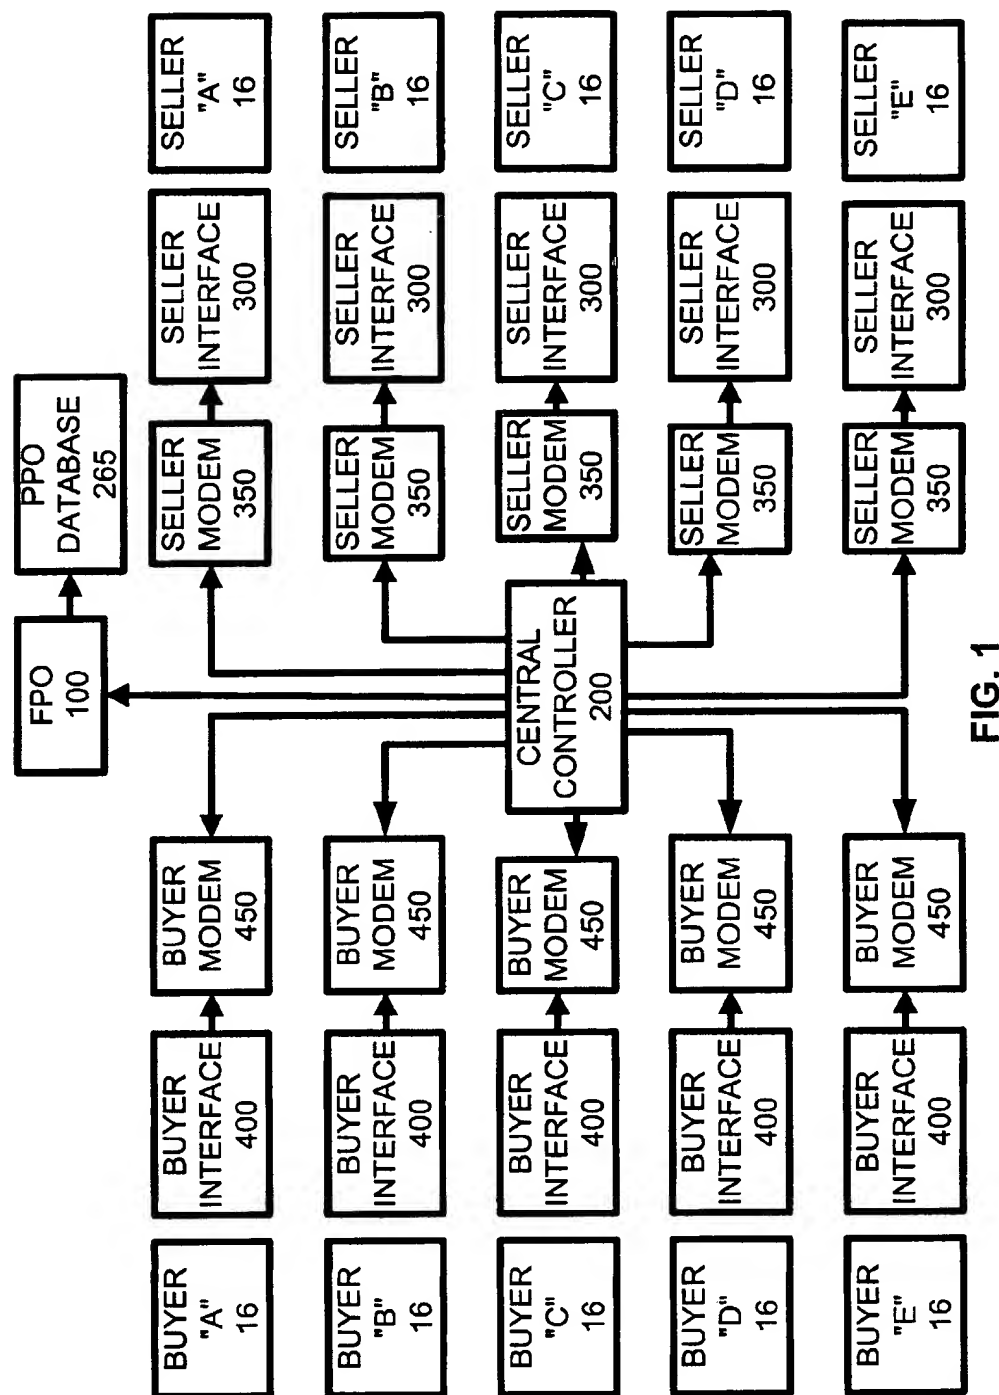 FPO
100
PPO
DATABASE
265
BUYER
"A"
16
BUYER
INTERFACE
400
BUYER
MODEM
450
SELLER
MODEM
350
SELLER
INTERFACE
300
SELLER
"A"
16
BUYER
"B"
16
BUYER
INTERFACE
400
BUYER
MODEM
450
SELLER
MODEM
350
SELLER
INTERFACE
300
SELLER
"B"
16
BUYER
"C"
16
BUYER
INTERFACE
400
BUYER
MODEM
450
CENTRAL
CONTROLLER
200
SELLER
MODEM
350
SELLER
INTERFACE
300
SELLER
"C"
16
BUYER
"D"
16
BUYER
INTERFACE
400
BUYER
MODEM
450
SELLER
MODEM
350
SELLER
INTERFACE
300
SELLER
"D"
16
BUYER
"E"
16
BUYER
INTERFACE
400
BUYER
MODEM
450
SELLER
MODEM
350
SELLER
INTERFACE
300
SELLER
"E"
16
FIG. 1